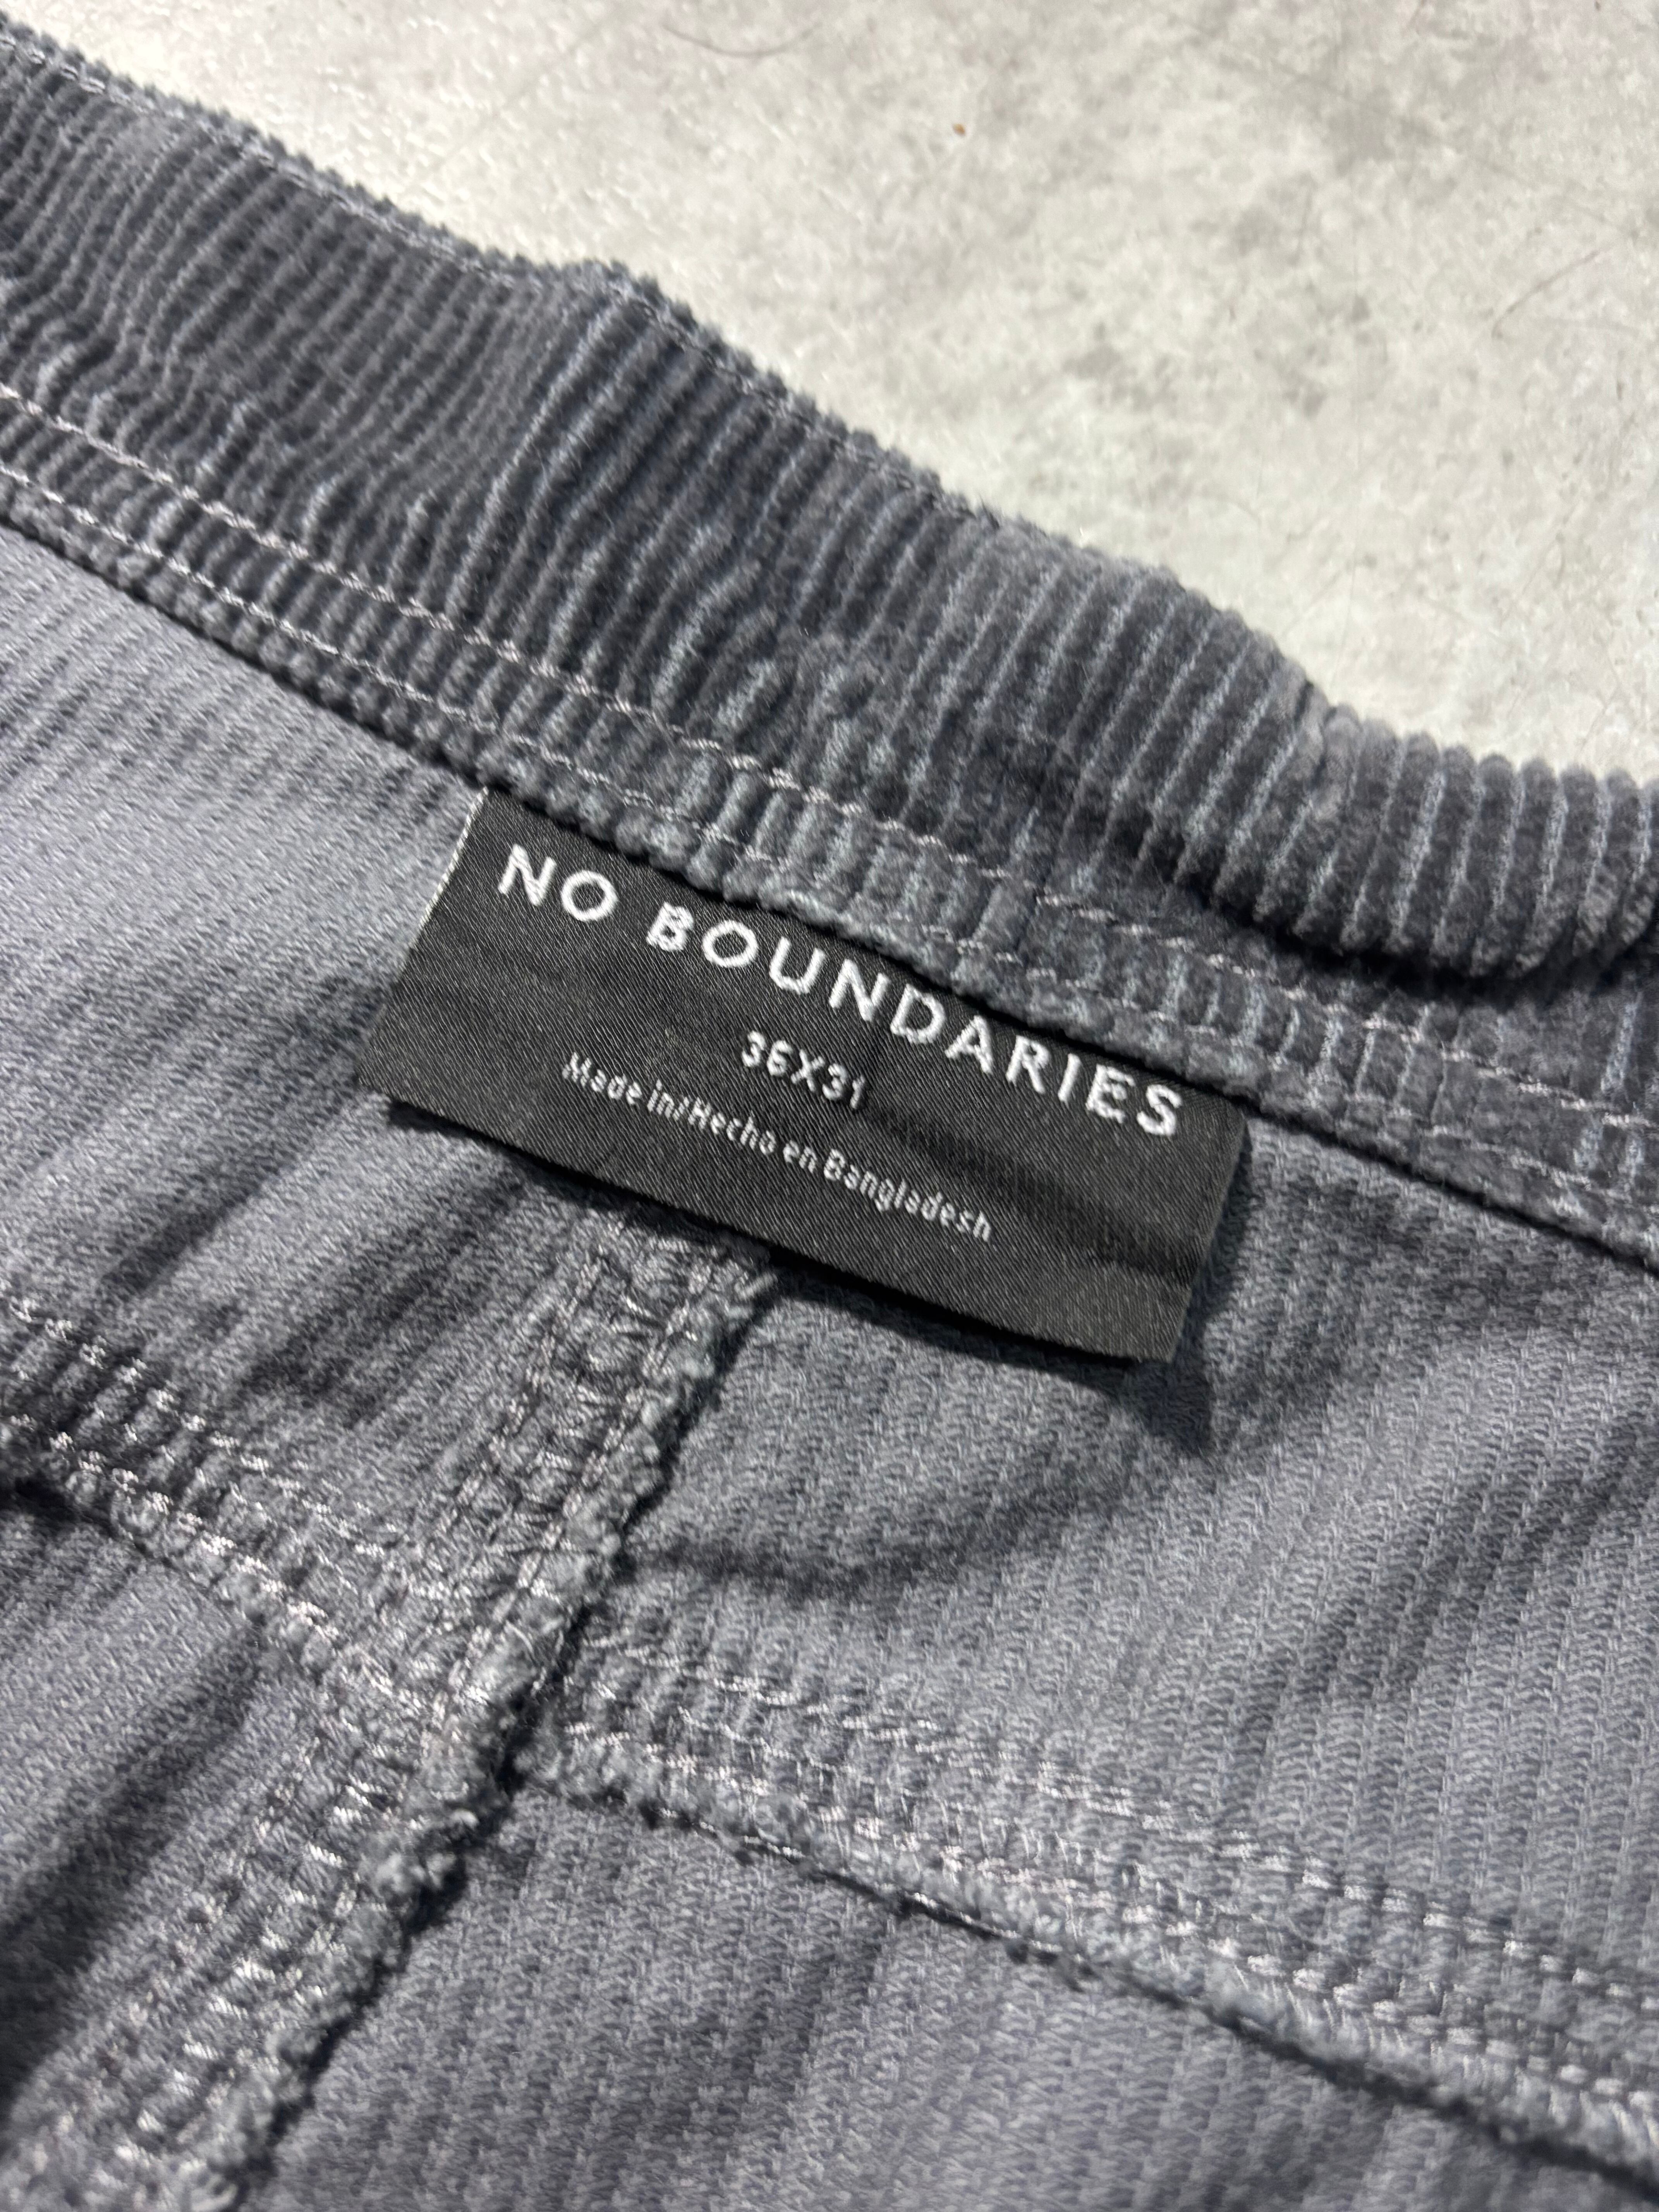 NO BOUNDARIES
36X31
Made in/Hecho en Bangladesh